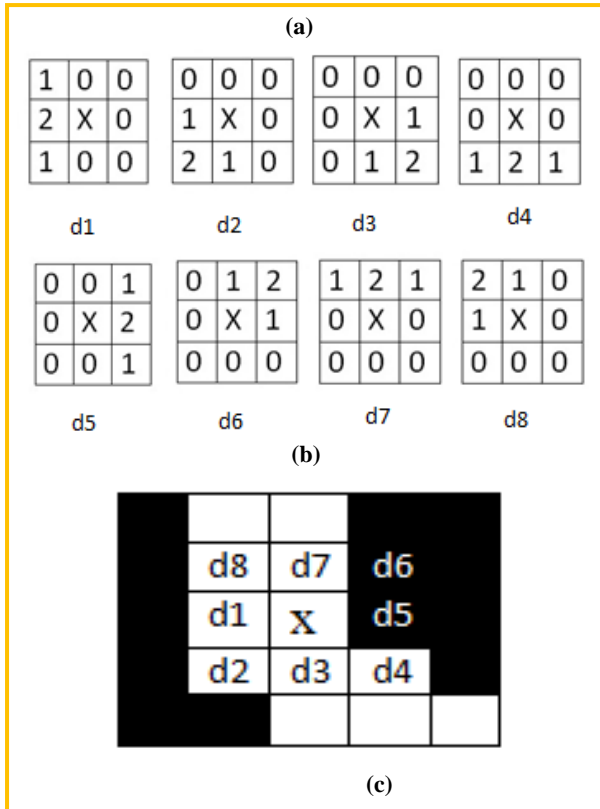 (a)
1 0 0 0 0 0 0 0 0 0 0 0
2 X 0 1 X 0 0 X 1 0 X 0
1 0 0 2 1 0 0 1 2 1 2 1
d1 d2 d3 d4
0 0 1 0 1 2 1 2 1 2 1 0
0 X 2 0 X 1 0 X 0 1 X 0
0 0 1 0 0 0 0 0 0 0 0 0
d5 d6 d7 d8
(b)
d8 d7 d6
d1 X d5
d2 d3 d4
(c)